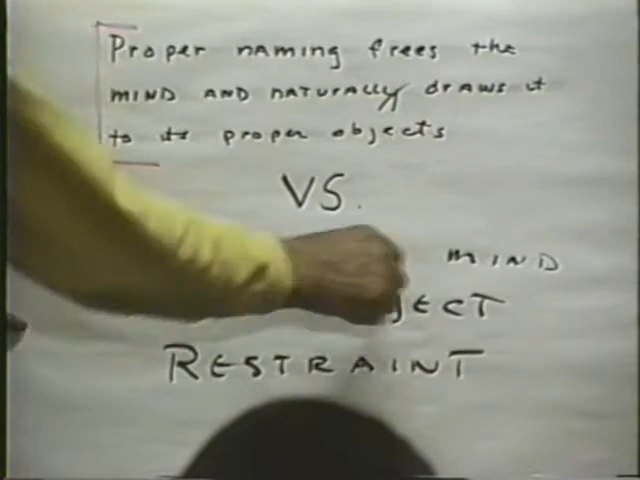 Proper naming frees the
MIND AND naturally draws it
to its proper objects
VS.
MIND
JECT
RESTRAINT